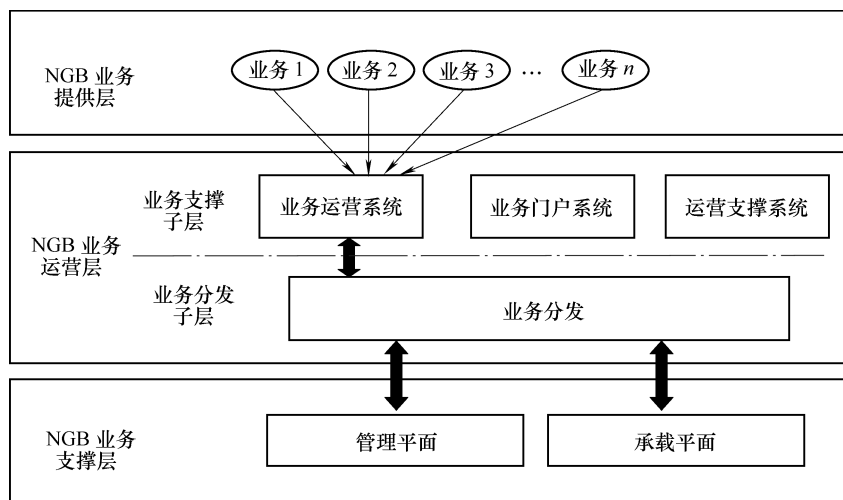 NGB 业务
提供层
业务 1
业务 2
业务 3
…
业务 n
业务支撑
子层
业务运营系统
业务门户系统
运营支撑系统
NGB 业务
运营层
业务分发
子层
业务分发
NGB 业务
支撑层
管理平面
承载平面